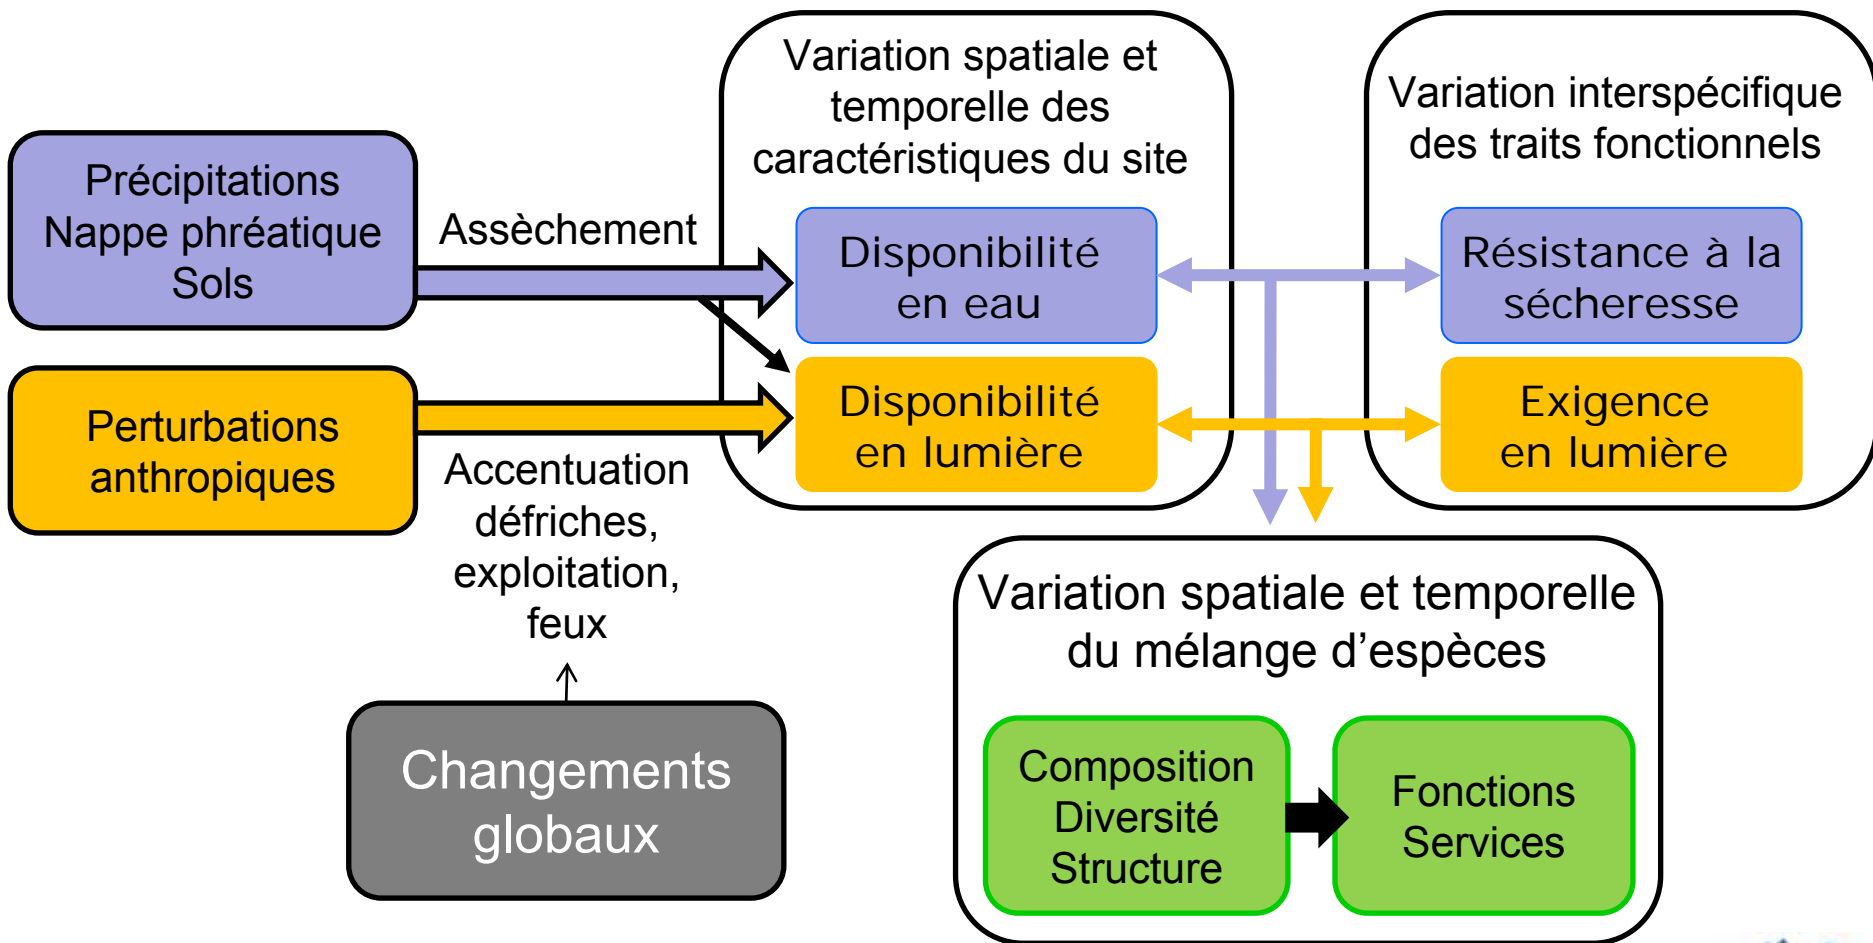 Précipitations
Nappe phréatique
Sols
Assèchement
Perturbations
anthropiques
Accentuation
défriches,
exploitation,
feux
Changements
globaux
Variation spatiale et
temporelle des
caractéristiques du site
Disponibilité
en eau
Disponibilité
en lumière
Variation interspécifique
des traits fonctionnels
Résistance à la
sécheresse
Exigence
en lumière
Variation spatiale et temporelle
du mélange d’espèces
Composition
Diversité
Structure
Fonctions
Services